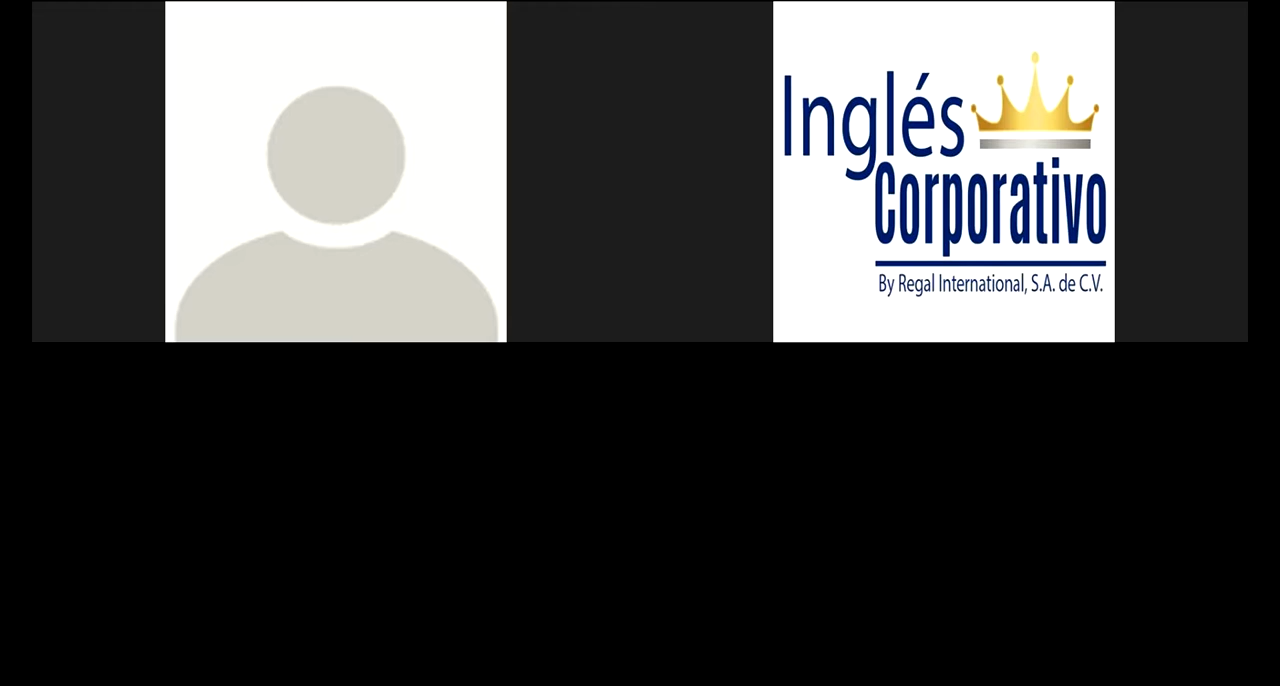 Inglés
Corporativo
By Regal International, S.A. de C.V.